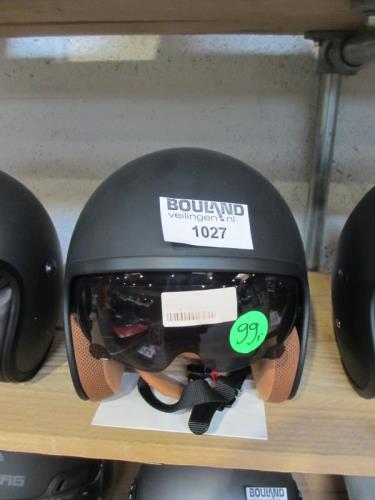 BOULAND
veilingen.nl
1027
99,-
BOULAND